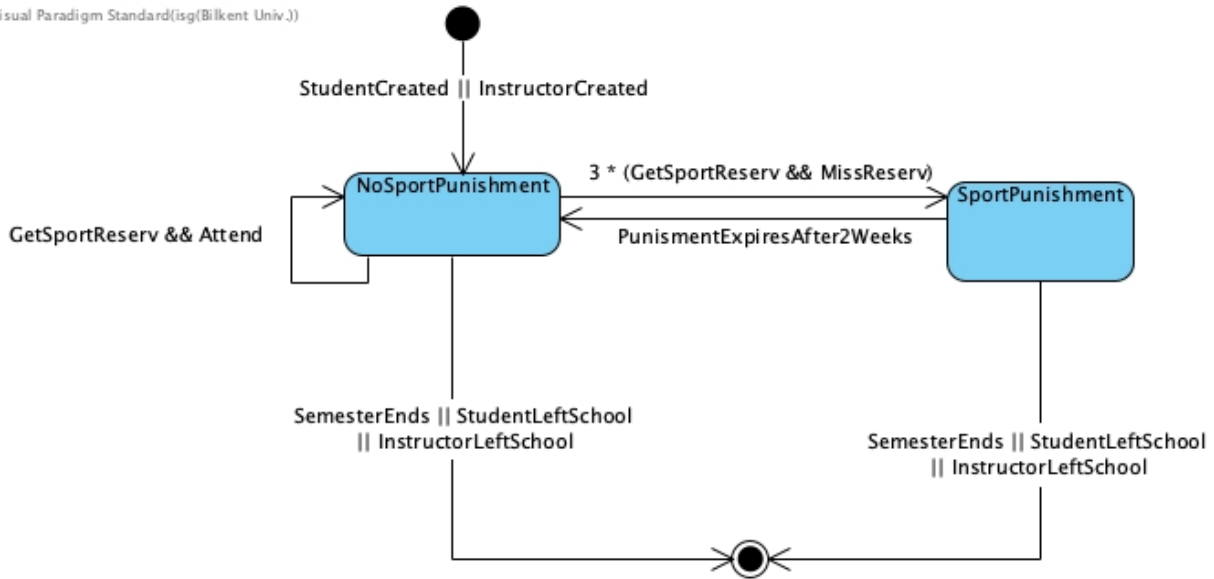 isual Paradigm Standard(isg(Bilkent Univ.))
StudentCreated || InstructorCreated
NoSportPunishment
3 * (GetSportReserv && MissReserv)
SportPunishment
GetSportReserv && Attend
PunismentExpiresAfter2Weeks
SemesterEnds || StudentLeftSchool
|| InstructorLeftSchool
SemesterEnds || StudentLeftSchool
|| InstructorLeftSchool